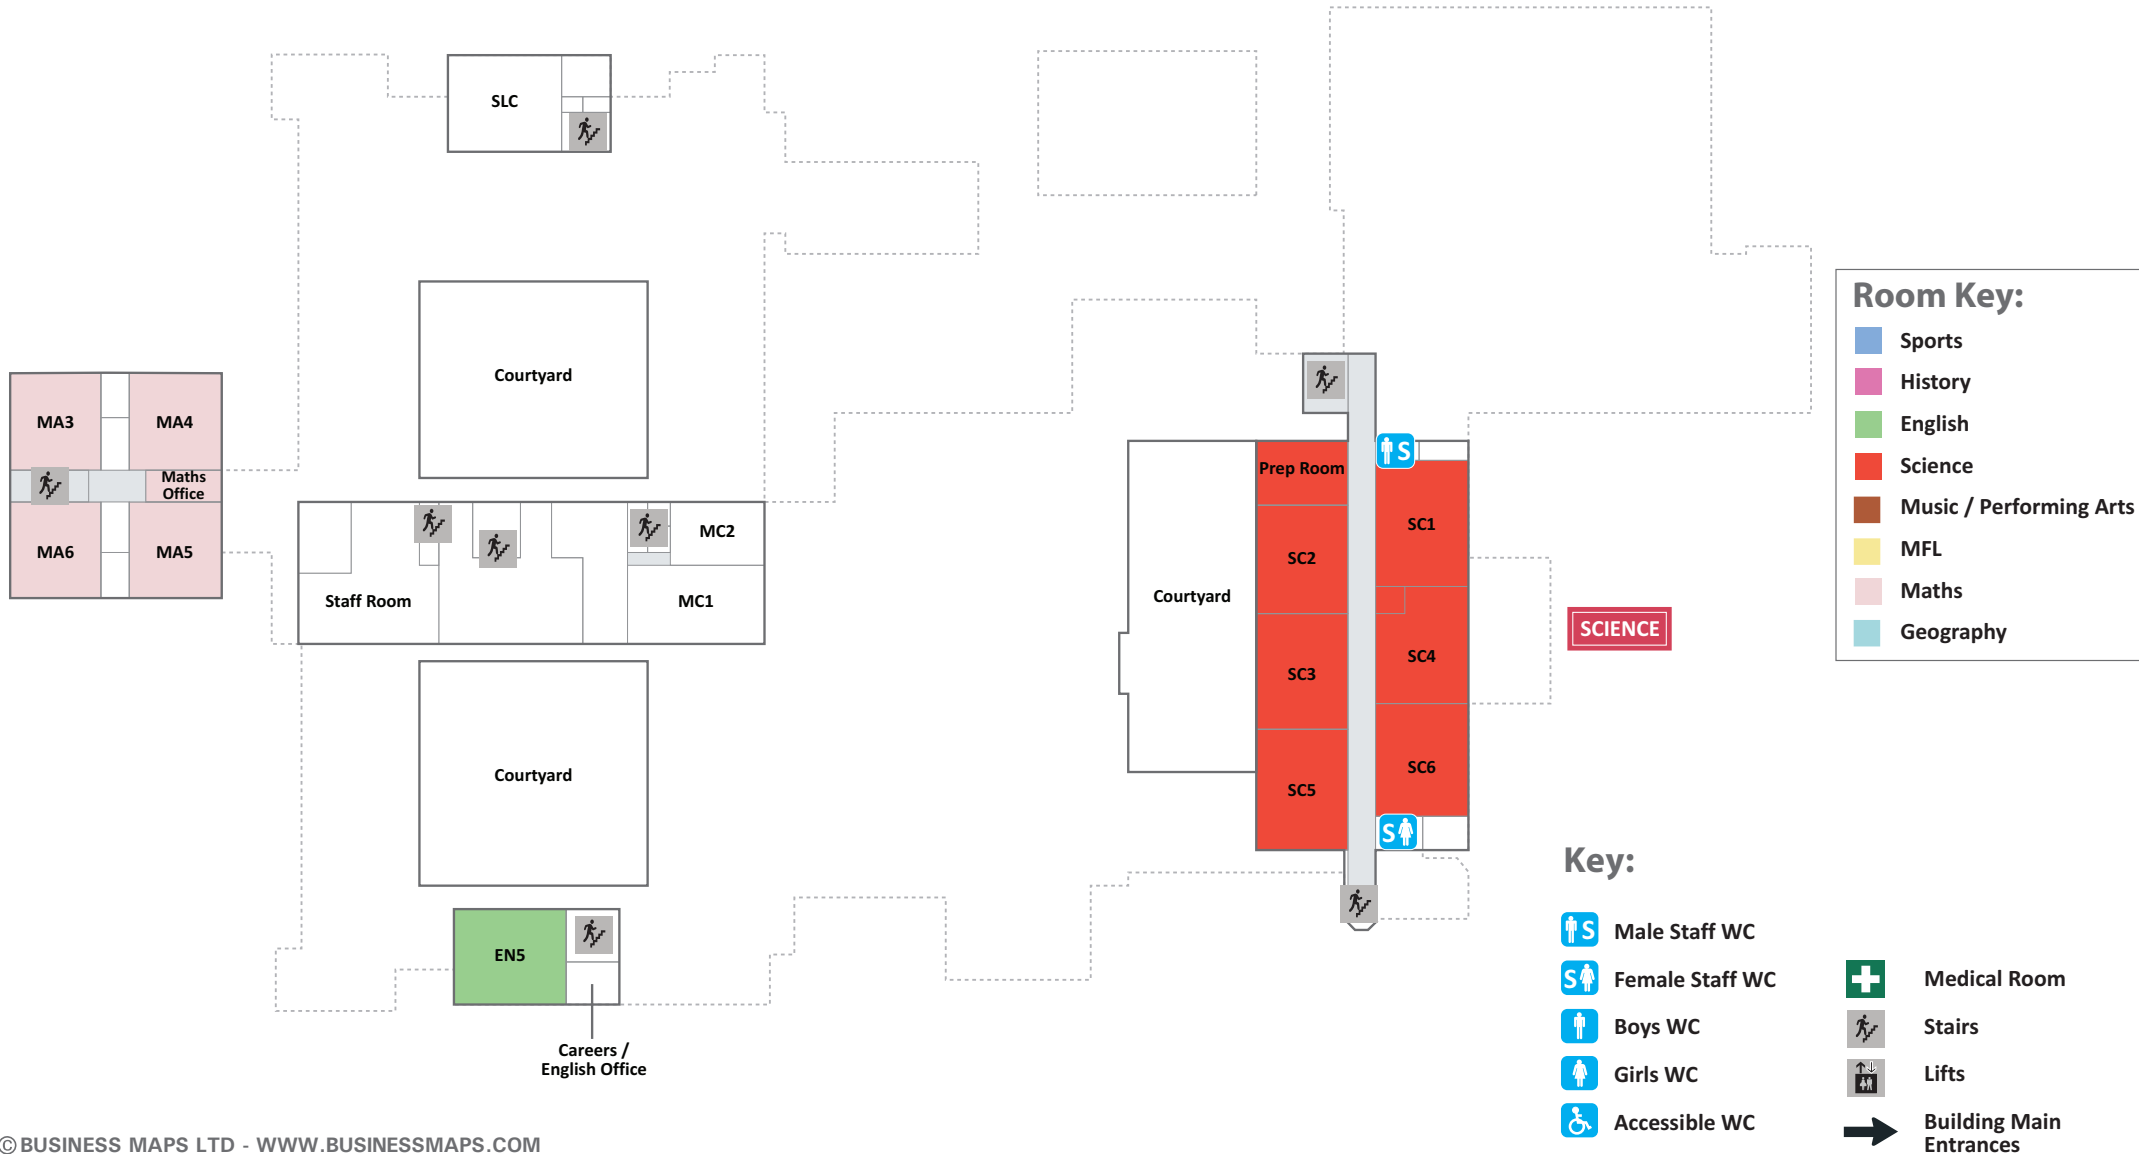 SLC
Courtyard
MA3
MA4
Maths
Office
MA6
MA5
MC2
Staff Room
MC1
Courtyard
EN5
Careers /
English Office
Prep Room
SC1
SC2
Courtyard
SC3
SC4
SC5
SC6
S
S
SCIENCE
Room Key:
Sports
History
English
Science
Music / Performing Arts
MFL
Maths
Geography
Key:
S
Male Staff WC
S
Female Staff WC
Boys WC
Girls WC
Accessible WC
Medical Room
Stairs
Lifts
Building Main
Entrances
© BUSINESS MAPS LTD - WWW.BUSINESSMAPS.COM